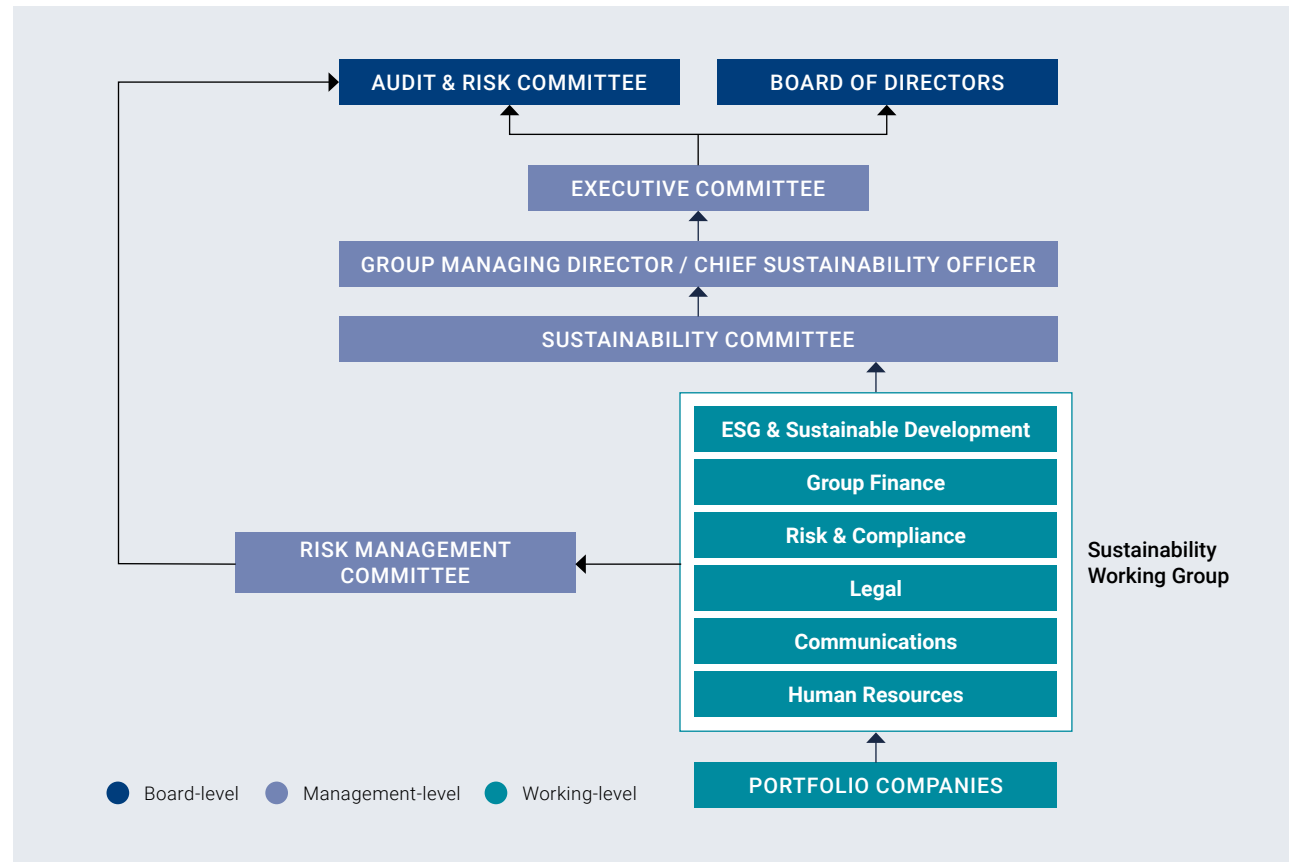 AUDIT & RISK COMMITTEE
BOARD OF DIRECTORS
EXECUTIVE COMMITTEE
GROUP MANAGING DIRECTOR / CHIEF SUSTAINABILITY OFFICER
SUSTAINABILITY COMMITTEE
ESG & Sustainable Development
Group Finance
Risk & Compliance
Legal
Communications
Human Resources
Sustainability
Working Group
RISK MANAGEMENT
COMMITTEE
PORTFOLIO COMPANIES
Board-level
Management-level
Working-level